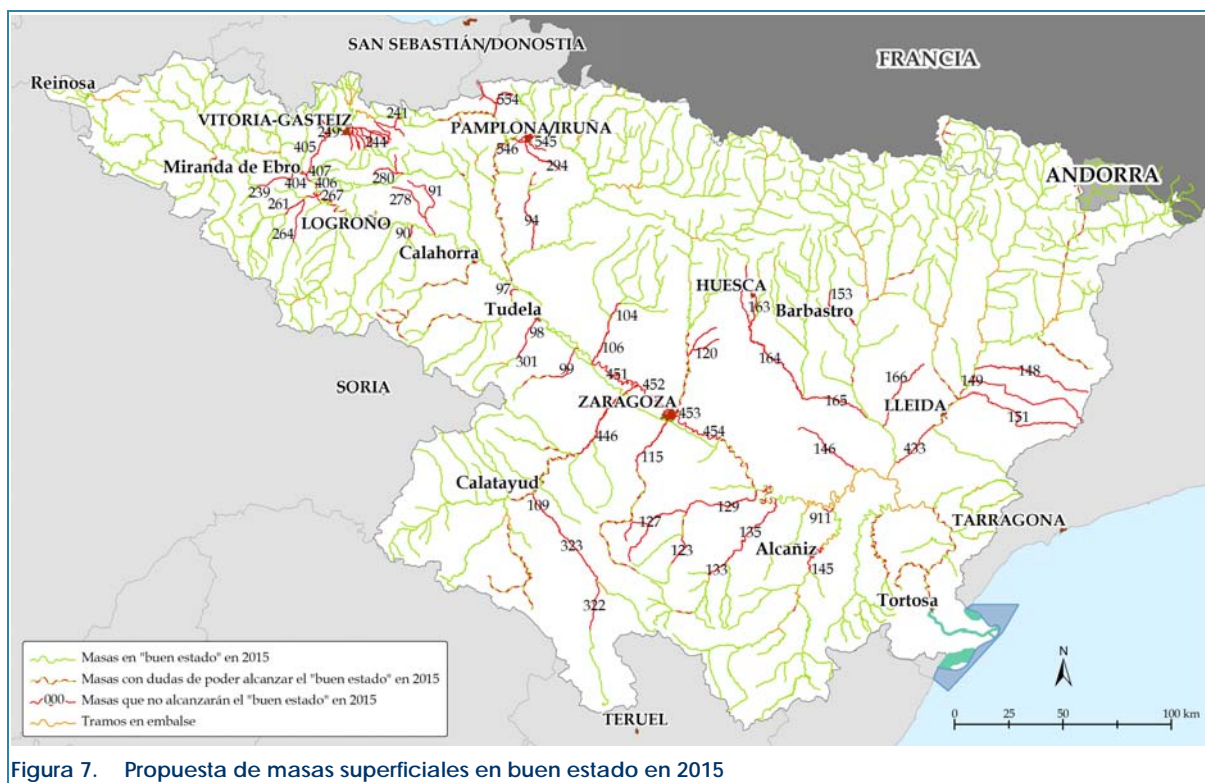 SAN SEBASTIÁN/DONOSTIA
FRANCIA
Reinosa
VITORIA-GASTEIZ
241
554
249
244
PAMPLONA/IRUÑA
545
546
405
294
ANDORRA
Miranda de Ebro
407
280
404
406
239
267
278
91
261
LOGROÑO
94
264
90
Calahorra
HUESCA
97
153
163
Barbastro
Tudela
104
98
106
120
164
301
99
451
166
149
148
SORIA
452
ZARAGOZA
453
165
LLEIDA
151
446
454
115
146
433
Calatayud
109
129
TARRAGONA
127
135
911
323
123
Alcañiz
133
145
322
Tortosa
Masas en "buen estado" en 2015
Masas con dudas de poder alcanzar el "buen estado" en 2015
000 Masas que no alcanzarán el "buen estado" en 2015
Tramos en embalse
N
0 25 50 100 km
TERUEL
Figura 7. Propuesta de masas superficiales en buen estado en 2015